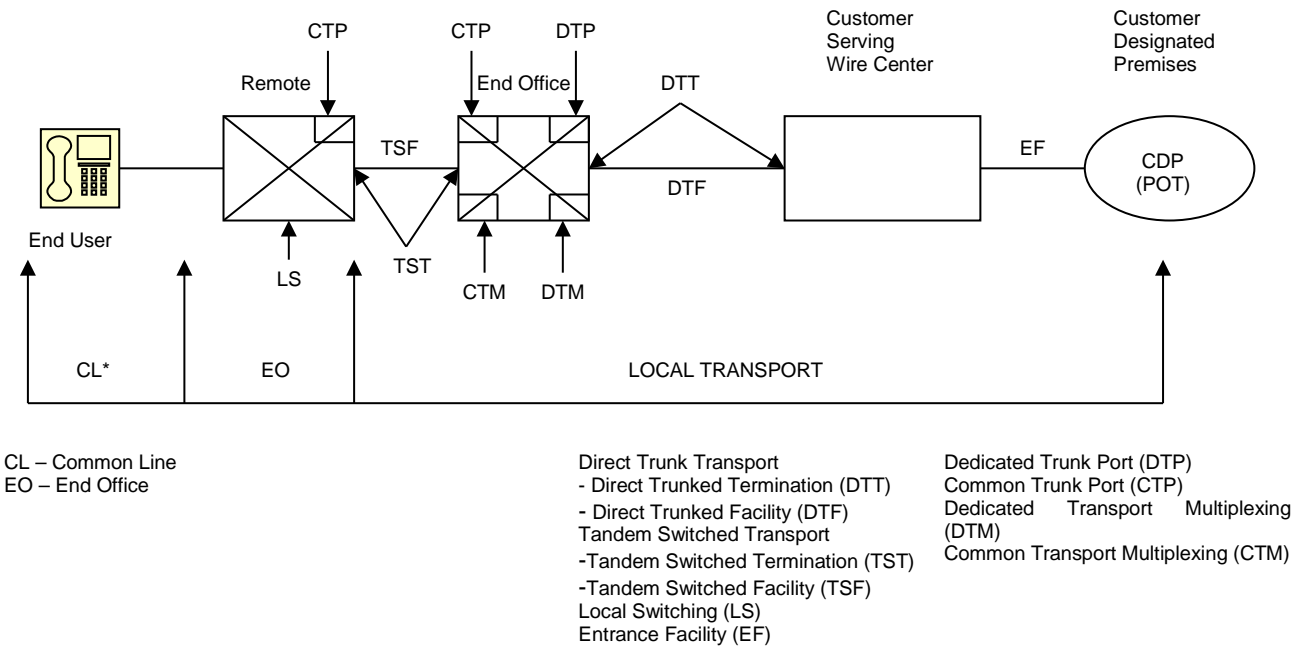 CTP
CTP
DTP
Customer
Serving
Wire Center
Customer
Designated
Premises
Remote
End Office
DTT
TSF
DTF
EF
CDP
(POT)
End User
LS
TST
CTM
DTM
CL*
EO
LOCAL TRANSPORT
CL – Common Line
EO – End Office
Direct Trunk Transport
- Direct Trunked Termination (DTT)
- Direct Trunked Facility (DTF)
Tandem Switched Transport
-Tandem Switched Termination (TST)
-Tandem Switched Facility (TSF)
Local Switching (LS)
Entrance Facility (EF)
Dedicated Trunk Port (DTP)
Common Trunk Port (CTP)
Dedicated Transport Multiplexing
(DTM)
Common Transport Multiplexing (CTM)